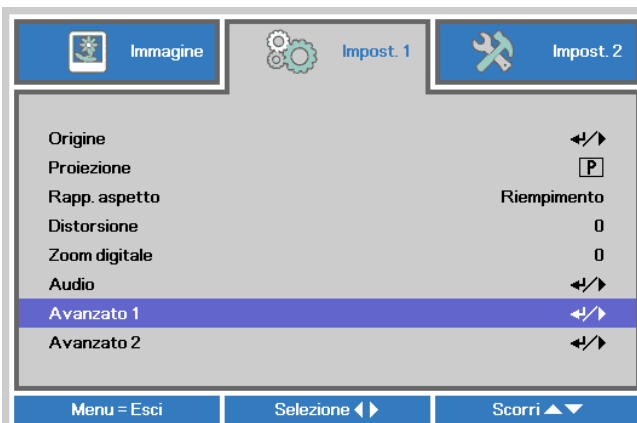 Immagine
Impost. 1
Impost. 2
Origine
Proiezione P
Rapp. aspetto Riempimento
Distorsione 0
Zoom digitale 0
Audio
Avanzato 1
Avanzato 2
Menu = Esci Selezione Scorri